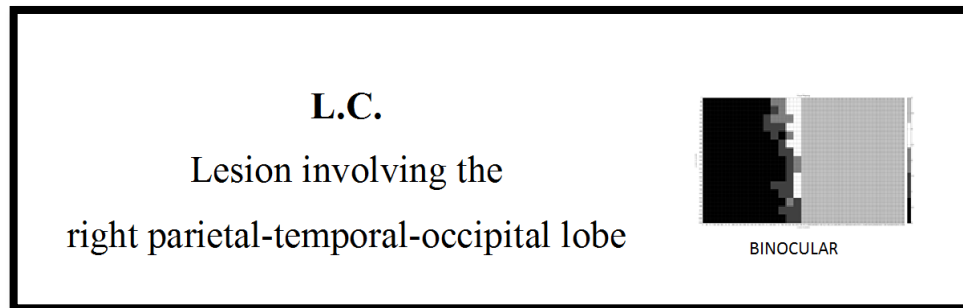 L.C.
Lesion involving the
right parietal-temporal-occipital lobe
BINOCULAR